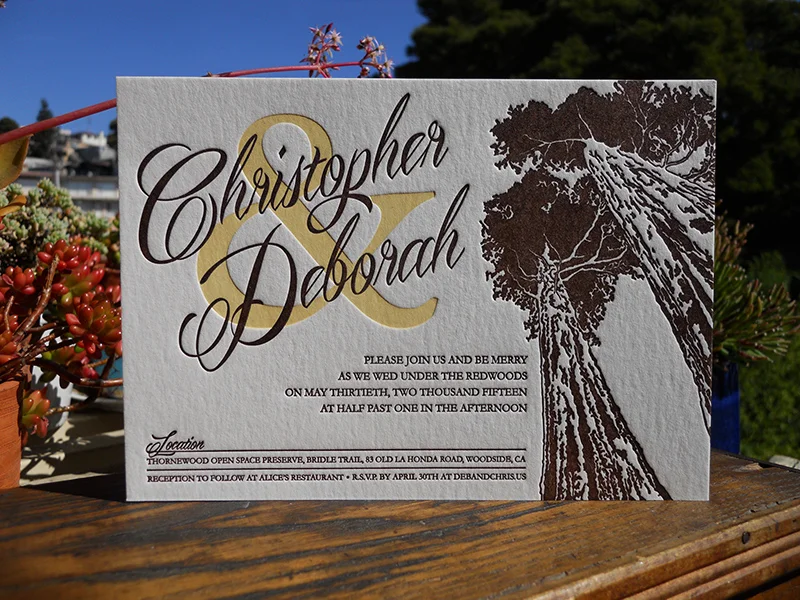 Christopher
&
Deborah
PLEASE JOIN US AND BE MERRY
AS WE WED UNDER THE REDWOODS
ON MAY THIRTIETH, TWO THOUSAND FIFTEEN
AT HALF PAST ONE IN THE AFTERNOON
Location
THORNEWOOD OPEN SPACE PRESERVE, BRIDLE TRAIL, 83 OLD LA HONDA ROAD, WOODSIDE, CA
RECEPTION TO FOLLOW AT ALICE'S RESTAURANT • R.S.V.P. BY APRIL 30TH AT DEBANDCHRIS.US